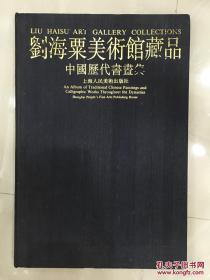 LIU HAISU ART GALLERY COLLECTIONS
劉海粟美術館藏品
中國歷代書畫集
上海人民美術出版社
An Album of Traditional Chinese Paintings and
Calligraphic Works Throughout the Dynasties
Shanghai People's Fine Arts Publishing House